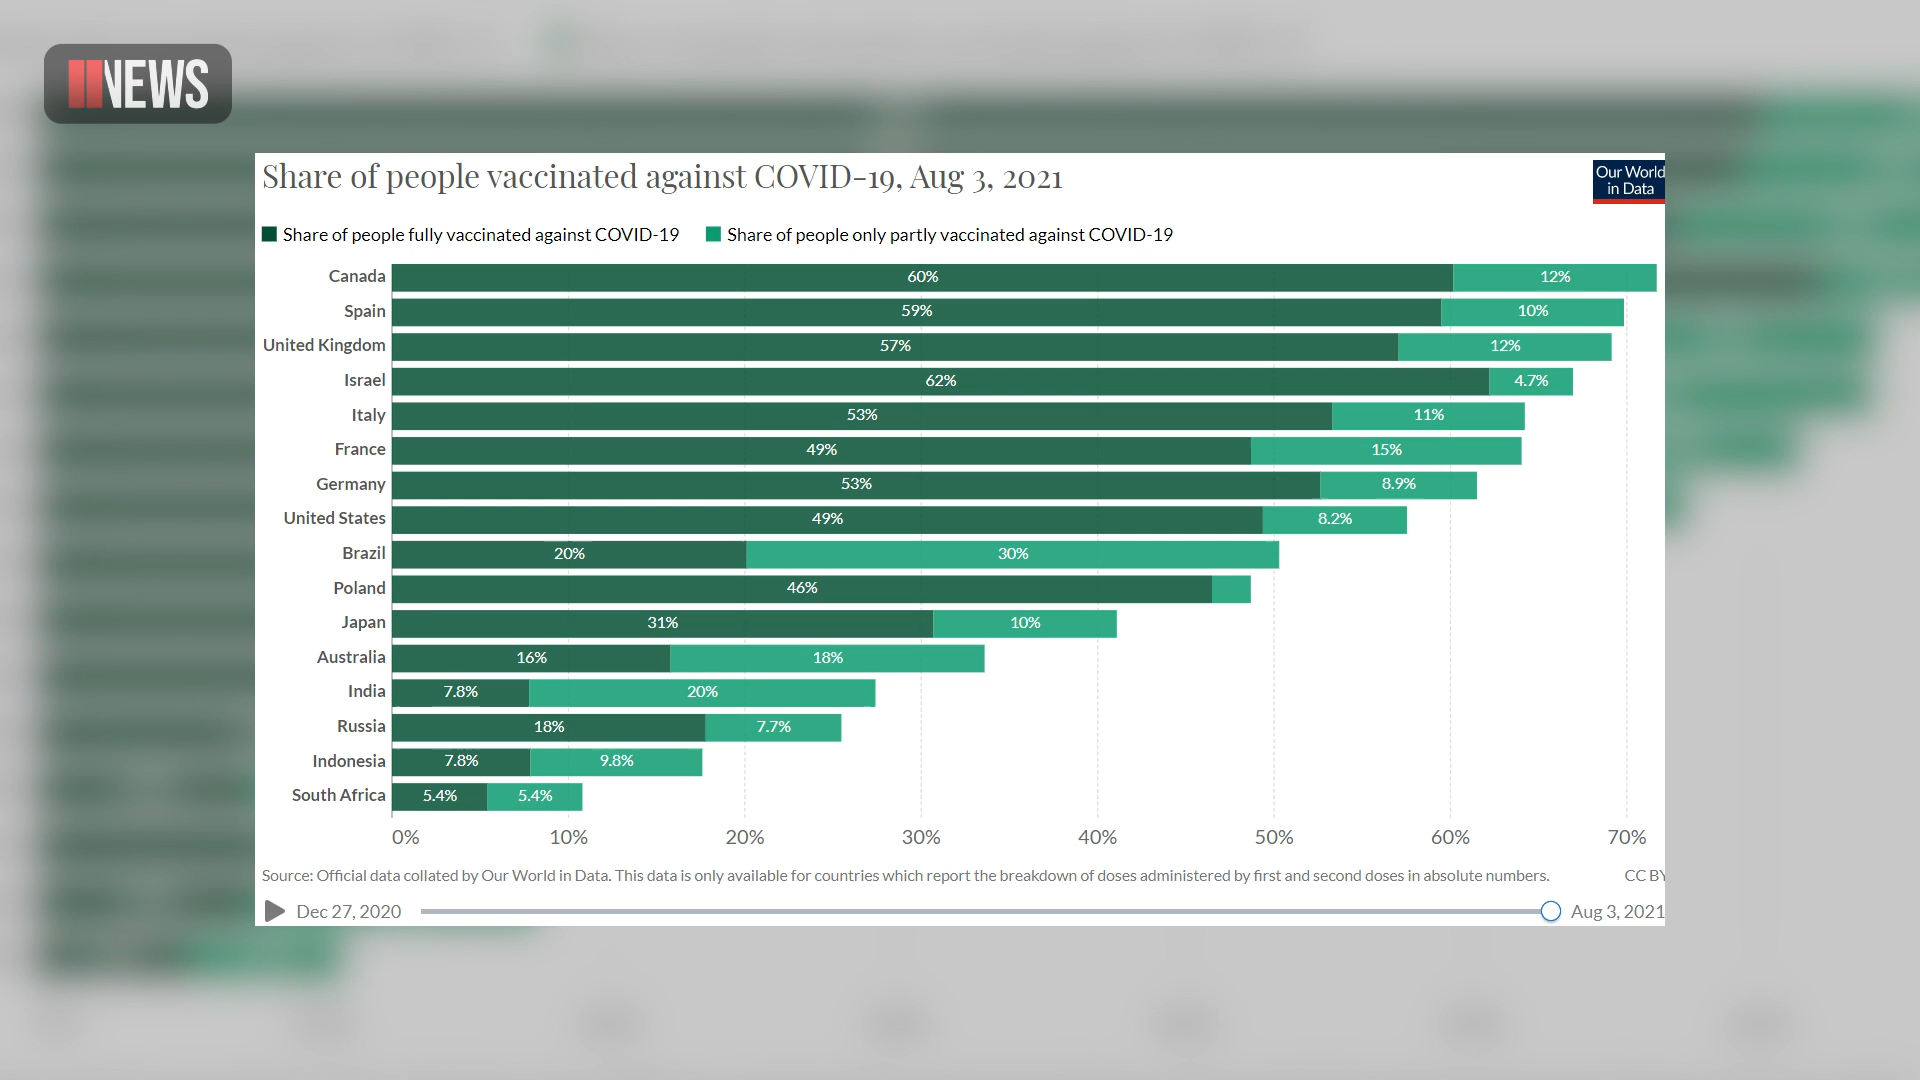 NEWS
Share of people vaccinated against COVID-19, Aug 3, 2021
Our World
in Data
Share of people fully vaccinated against COVID-19 Share of people only partly vaccinated against COVID-19
Canada 60% 12%
Spain 59% 10%
United Kingdom 57% 12%
Israel 62% 4.7%
Italy 53% 11%
France 49% 15%
Germany 53% 8.9%
United States 49% 8.2%
Brazil 20% 30%
Poland 46%
Japan 31% 10%
Australia 16% 18%
India 7.8% 20%
Russia 18% 7.7%
Indonesia 7.8% 9.8%
South Africa 5.4% 5.4%
0% 10% 20% 30% 40% 50% 60% 70%
Source: Official data collated by Our World in Data. This data is only available for countries which report the breakdown of doses administered by first and second doses in absolute numbers. CC BY
Dec 27, 2020 Aug 3, 2021